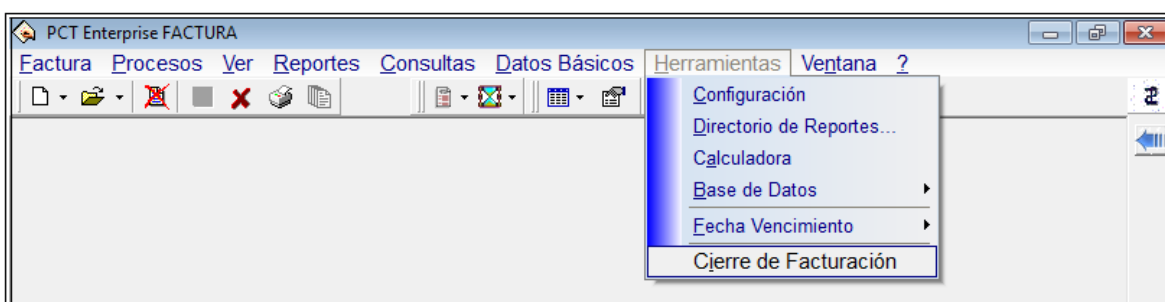 PCT Enterprise FACTURA
Factura Procesos Ver Reportes Consultas Datos Básicos Herramientas Ventana ?
Configuración
Directorio de Reportes...
Calculadora
Base de Datos
Fecha Vencimiento
Cierre de Facturación